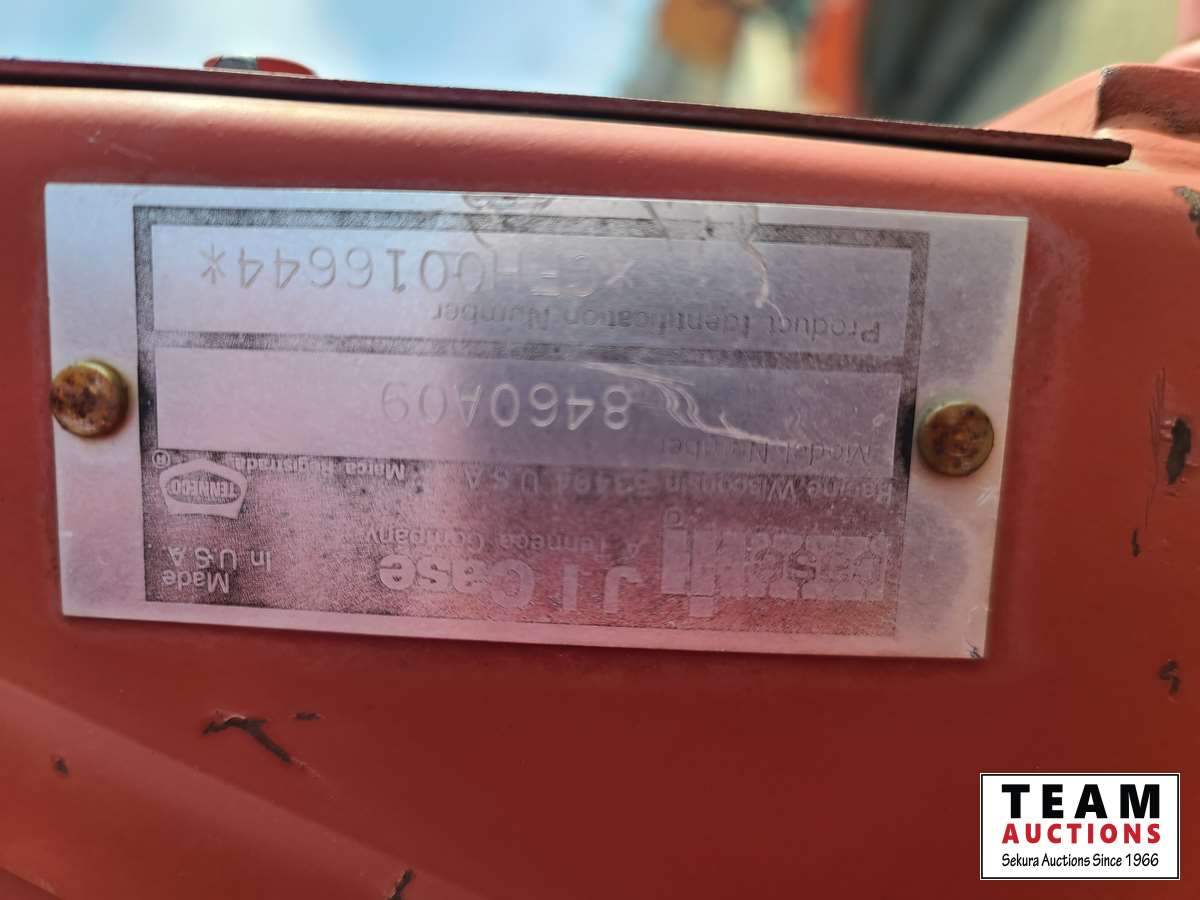 J I Case
A Tenneco Company
Racine Wisconsin 53404 U S A
Made
In U S A
TENNECO
Marca Registrada ®
Model Number
8460A09
Product Identification Number
*CFH0016644*
TEAM
AUCTIONS
Sekura Auctions Since 1966